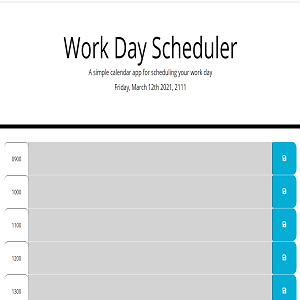 Work Day Scheduler
A simple calendar app for scheduling your work day
Friday, March 12th 2021, 2111
0900
1000
1100
1200
1300